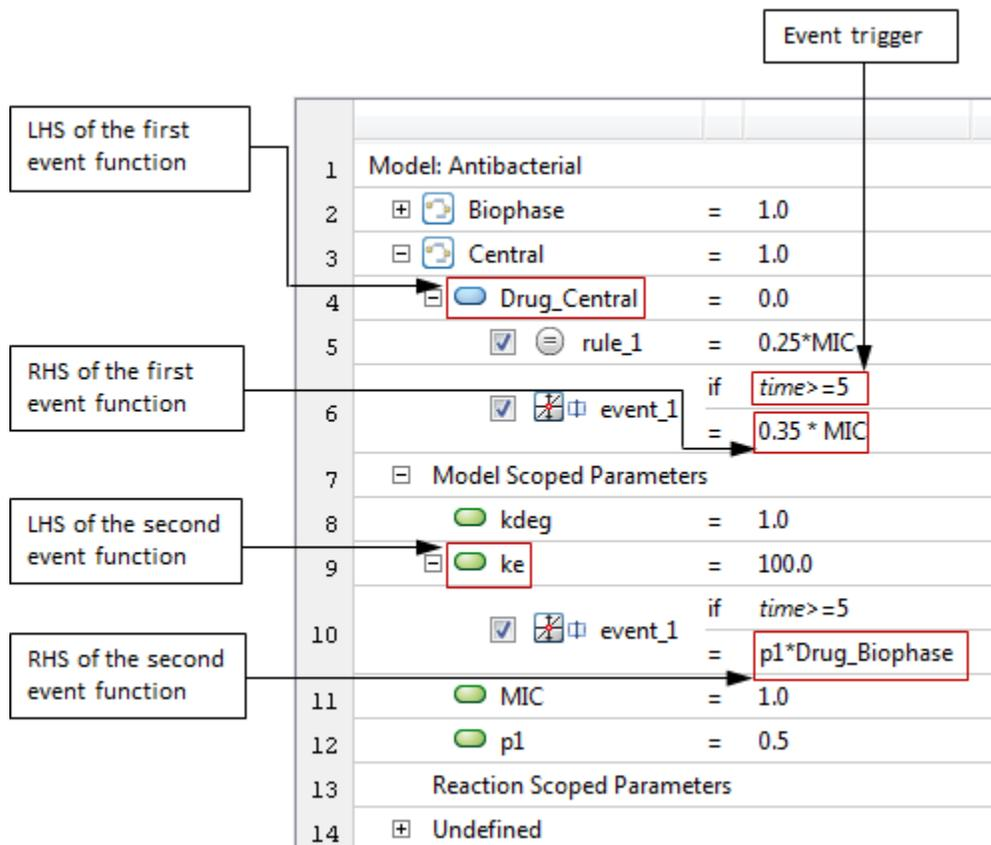 Event trigger
LHS of the first
event function
1 Model: Antibacterial
2 Biophase = 1.0
3 Central = 1.0
4 Drug_Central = 0.0
5 rule_1 = 0.25*MIC
RHS of the first
event function
6 event_1 if time>=5
= 0.35 * MIC
7 Model Scoped Parameters
8 kdeg = 1.0
LHS of the second
event function
9 ke = 100.0
10 event_1 if time>=5
= p1*Drug_Biophase
RHS of the second
event function
11 MIC = 1.0
12 p1 = 0.5
13 Reaction Scoped Parameters
14 Undefined